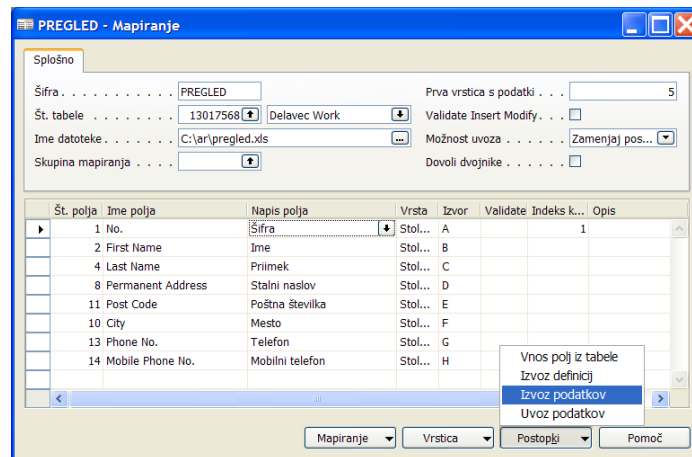 PREGLED - Mapiranje
Splošno
Šifra. . . . . . . . . . . PREGLED Prva vrstica s podatki . . . 5
Št. tabele . . . . . . . . 13017568 Delavec Work Validate Insert Modify. . .
Ime datoteke. . . . . . . C:\ar\pregled.xls ... Možnost uvoza . . . . . . Zamenjaj pos...
Skupina mapiranja . . . . Dovoli dvojnike . . . . . .
Št. polja Ime polja Napis polja Vrsta Izvor Validate Indeks k... Opis
1 No. Šifra Stol... A 1
2 First Name Ime Stol... B
4 Last Name Priimek Stol... C
8 Permanent Address Stalni naslov Stol... D
11 Post Code Poštna številka Stol... E
10 City Mesto Stol... F
13 Phone No. Telefon Stol... G
14 Mobile Phone No. Mobilni telefon Stol... H
Vnos polj iz tabele
Izvoz definicij
Izvoz podatkov
Uvoz podatkov
Mapiranje Vrstica Postopki Pomoč